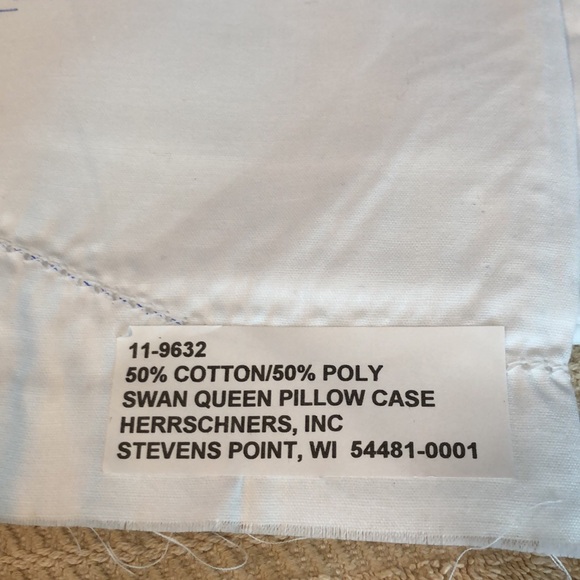 11-9632
50% COTTON/50% POLY
SWAN QUEEN PILLOW CASE
HERRSCHNERS, INC
STEVENS POINT, WI 54481-0001